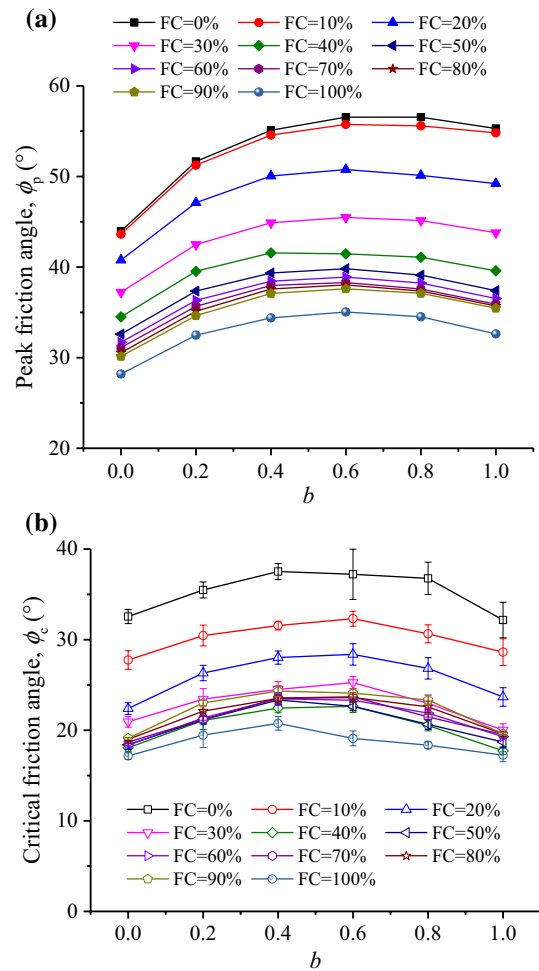 (a)
FC=0% FC=10% FC=20%
FC=30% FC=40% FC=50%
FC=60% FC=70% FC=80%
FC=90% FC=100%
60
50
40
30
20
Peak friction angle, ϕp (°)
0.0 0.2 0.4 0.6 0.8 1.0
b
(b)
40
30
20
10
0
Critical friction angle, ϕc (°)
FC=0% FC=10% FC=20%
FC=30% FC=40% FC=50%
FC=60% FC=70% FC=80%
FC=90% FC=100%
0.0 0.2 0.4 0.6 0.8 1.0
b